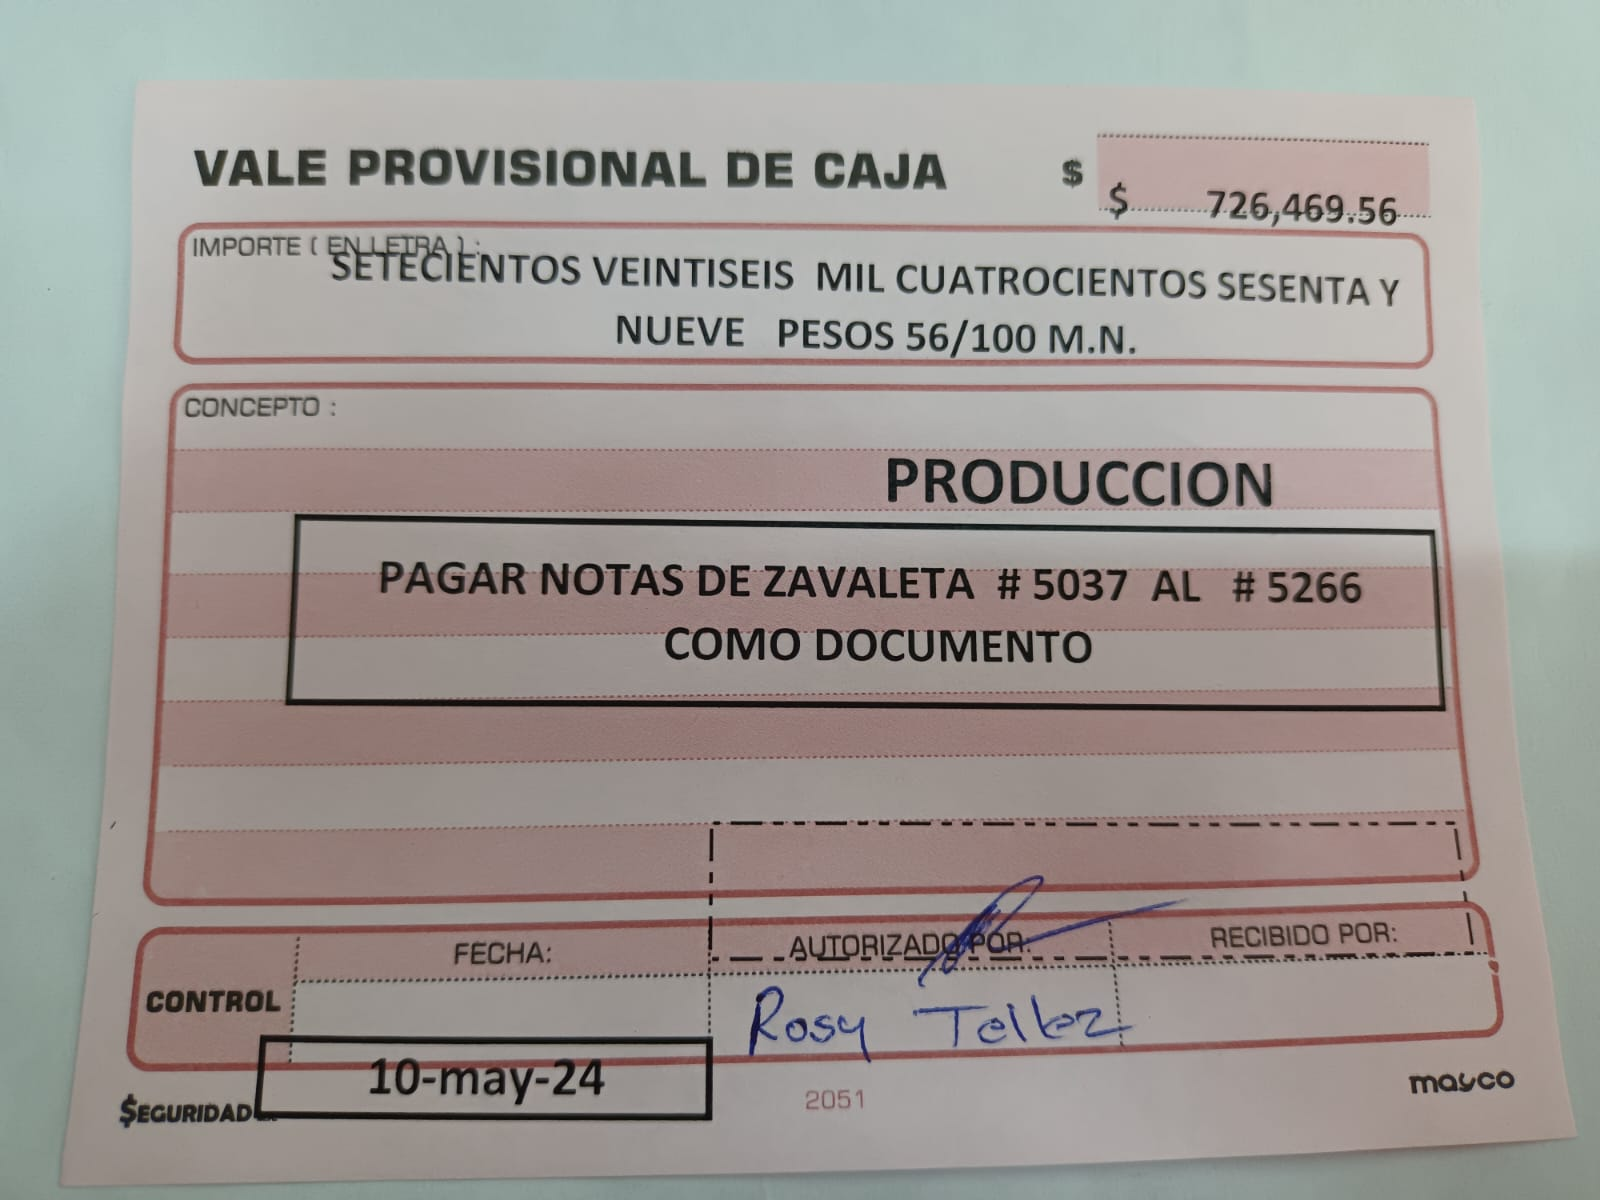 VALE PROVISIONAL DE CAJA $
$ 726,469.56
IMPORTE ( EN LETRA ) :
SETECIENTOS VEINTISEIS MIL CUATROCIENTOS SESENTA Y
NUEVE PESOS 56/100 M.N.
CONCEPTO :
PRODUCCION
PAGAR NOTAS DE ZAVALETA # 5037 AL # 5266
COMO DOCUMENTO
CONTROL
FECHA:
10-may-24
AUTORIZADO POR:
Rosy Tellez
RECIBIDO POR:
$EGURIDAD
2051
mayco